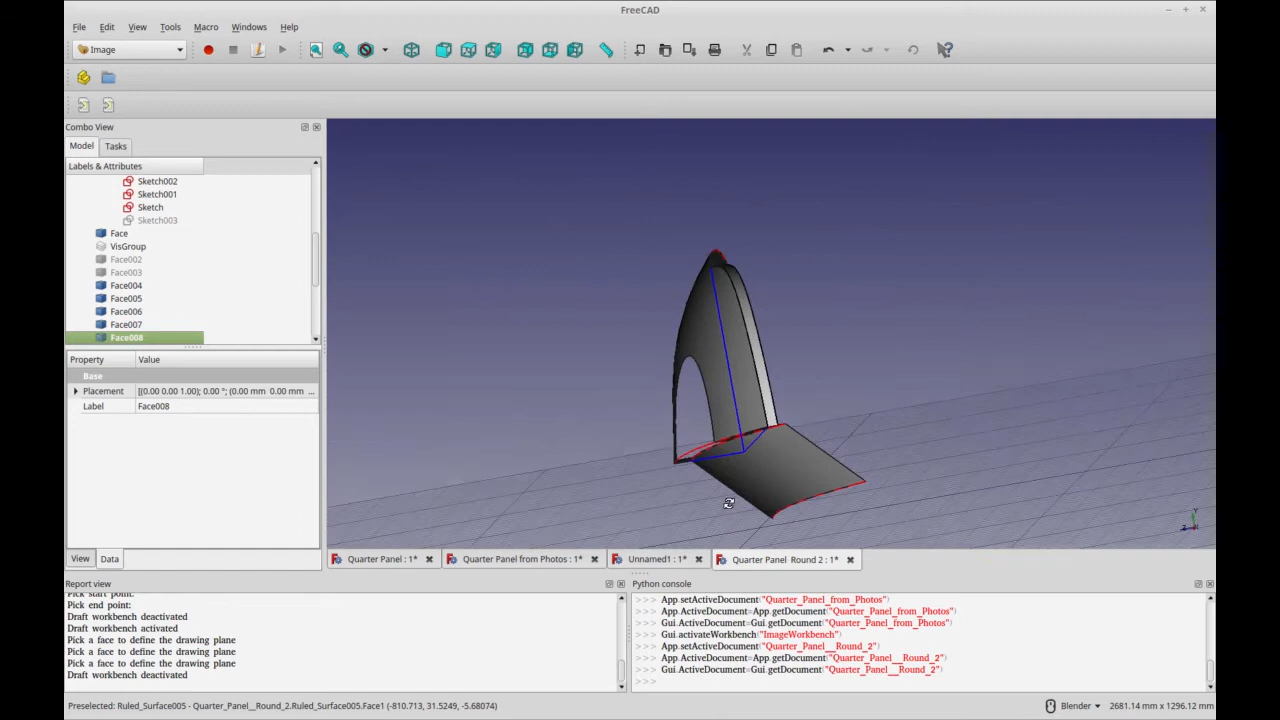 FreeCAD
File Edit View Tools Macro Windows Help
Image
Combo View
Model Tasks
Labels & Attributes
Sketch002
Sketch001
Sketch
Sketch003
Face
VisGroup
Face002
Face003
Face004
Face005
Face006
Face007
Face008
Property Value
Base
Placement [(0.00 0.00 1.00); 0.00 °; (0.00 mm 0.00 mm ...
Label Face008
View Data
Quarter Panel : 1* Quarter Panel from Photos : 1* Unnamed1 : 1* Quarter Panel Round 2 : 1*
Report view
Pick start point:
Pick end point:
Draft workbench deactivated
Draft workbench activated
Pick a face to define the drawing plane
Pick a face to define the drawing plane
Pick a face to define the drawing plane
Draft workbench deactivated
Python console
>>> App.setActiveDocument("Quarter_Panel_from_Photos")
>>> App.ActiveDocument=App.getDocument("Quarter_Panel_from_Photos")
>>> Gui.ActiveDocument=Gui.getDocument("Quarter_Panel_from_Photos")
>>> Gui.activateWorkbench("ImageWorkbench")
>>> App.setActiveDocument("Quarter_Panel__Round_2")
>>> App.ActiveDocument=App.getDocument("Quarter_Panel__Round_2")
>>> Gui.ActiveDocument=Gui.getDocument("Quarter_Panel__Round_2")
>>>
Preselected: Ruled_Surface005 - Quarter_Panel__Round_2.Ruled_Surface005.Face1 (-810.713, 31.5249, -5.68074) Blender 2681.14 mm x 1296.12 mm